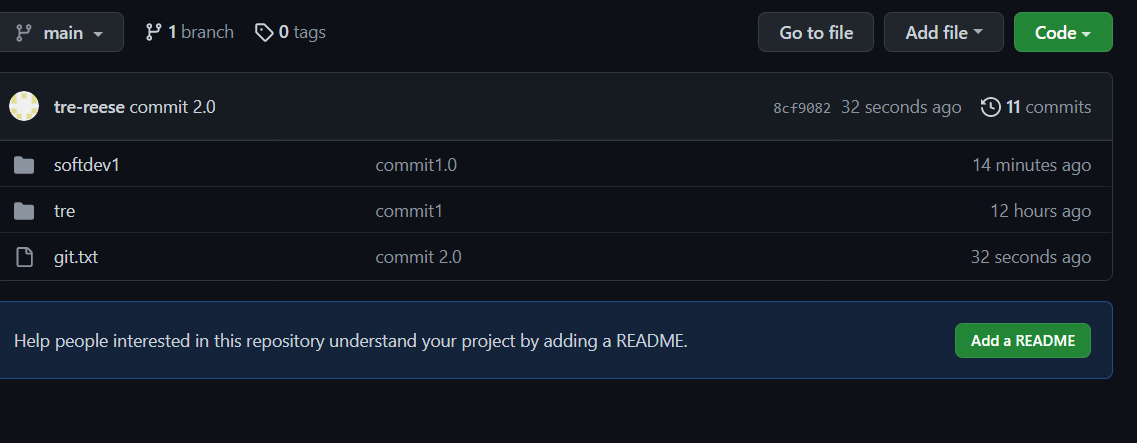 main 1 branch 0 tags Go to file Add file Code
tre-reese commit 2.0 8cf9082 32 seconds ago 11 commits
softdev1 commit1.0 14 minutes ago
tre commit1 12 hours ago
git.txt commit 2.0 32 seconds ago
Help people interested in this repository understand your project by adding a README. Add a README